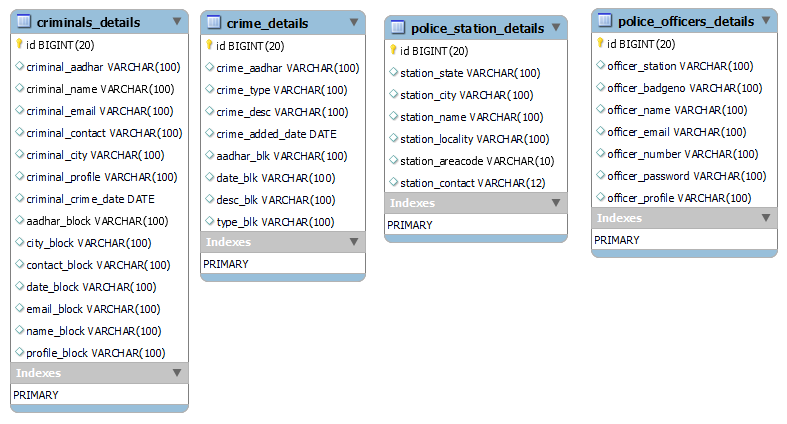 criminals_details
id BIGINT(20)
criminal_aadhar VARCHAR(100)
criminal_name VARCHAR(100)
criminal_email VARCHAR(100)
criminal_contact VARCHAR(100)
criminal_city VARCHAR(100)
criminal_profile VARCHAR(100)
criminal_crime_date DATE
aadhar_block VARCHAR(100)
city_block VARCHAR(100)
contact_block VARCHAR(100)
date_block VARCHAR(100)
email_block VARCHAR(100)
name_block VARCHAR(100)
profile_block VARCHAR(100)
Indexes
PRIMARY
crime_details
id BIGINT(20)
crime_aadhar VARCHAR(100)
crime_type VARCHAR(100)
crime_desc VARCHAR(100)
crime_added_date DATE
aadhar_blk VARCHAR(100)
date_blk VARCHAR(100)
desc_blk VARCHAR(100)
type_blk VARCHAR(100)
Indexes
PRIMARY
police_station_details
id BIGINT(20)
station_state VARCHAR(100)
station_city VARCHAR(100)
station_name VARCHAR(100)
station_locality VARCHAR(100)
station_areacode VARCHAR(10)
station_contact VARCHAR(12)
Indexes
PRIMARY
police_officers_details
id BIGINT(20)
officer_station VARCHAR(100)
officer_badgeno VARCHAR(100)
officer_name VARCHAR(100)
officer_email VARCHAR(100)
officer_number VARCHAR(100)
officer_password VARCHAR(100)
officer_profile VARCHAR(100)
Indexes
PRIMARY